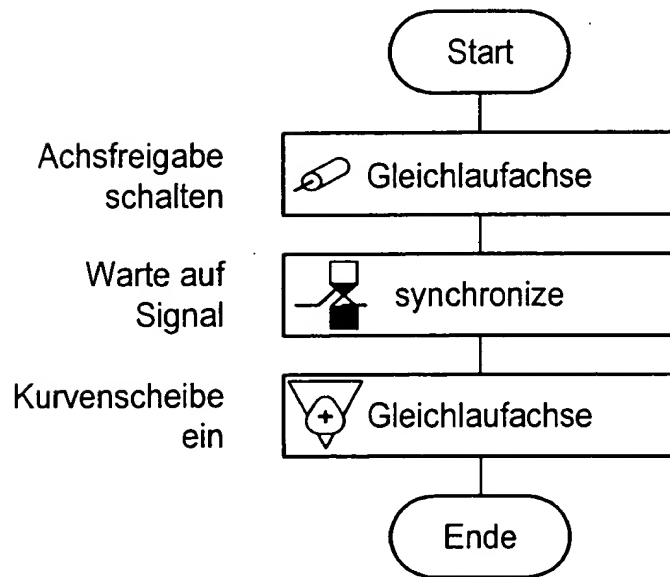 Start
Achsfreigabe
schalten
Gleichlaufachse
Warte auf
Signal
synchronize
Kurvenscheibe
ein
Gleichlaufachse
Ende